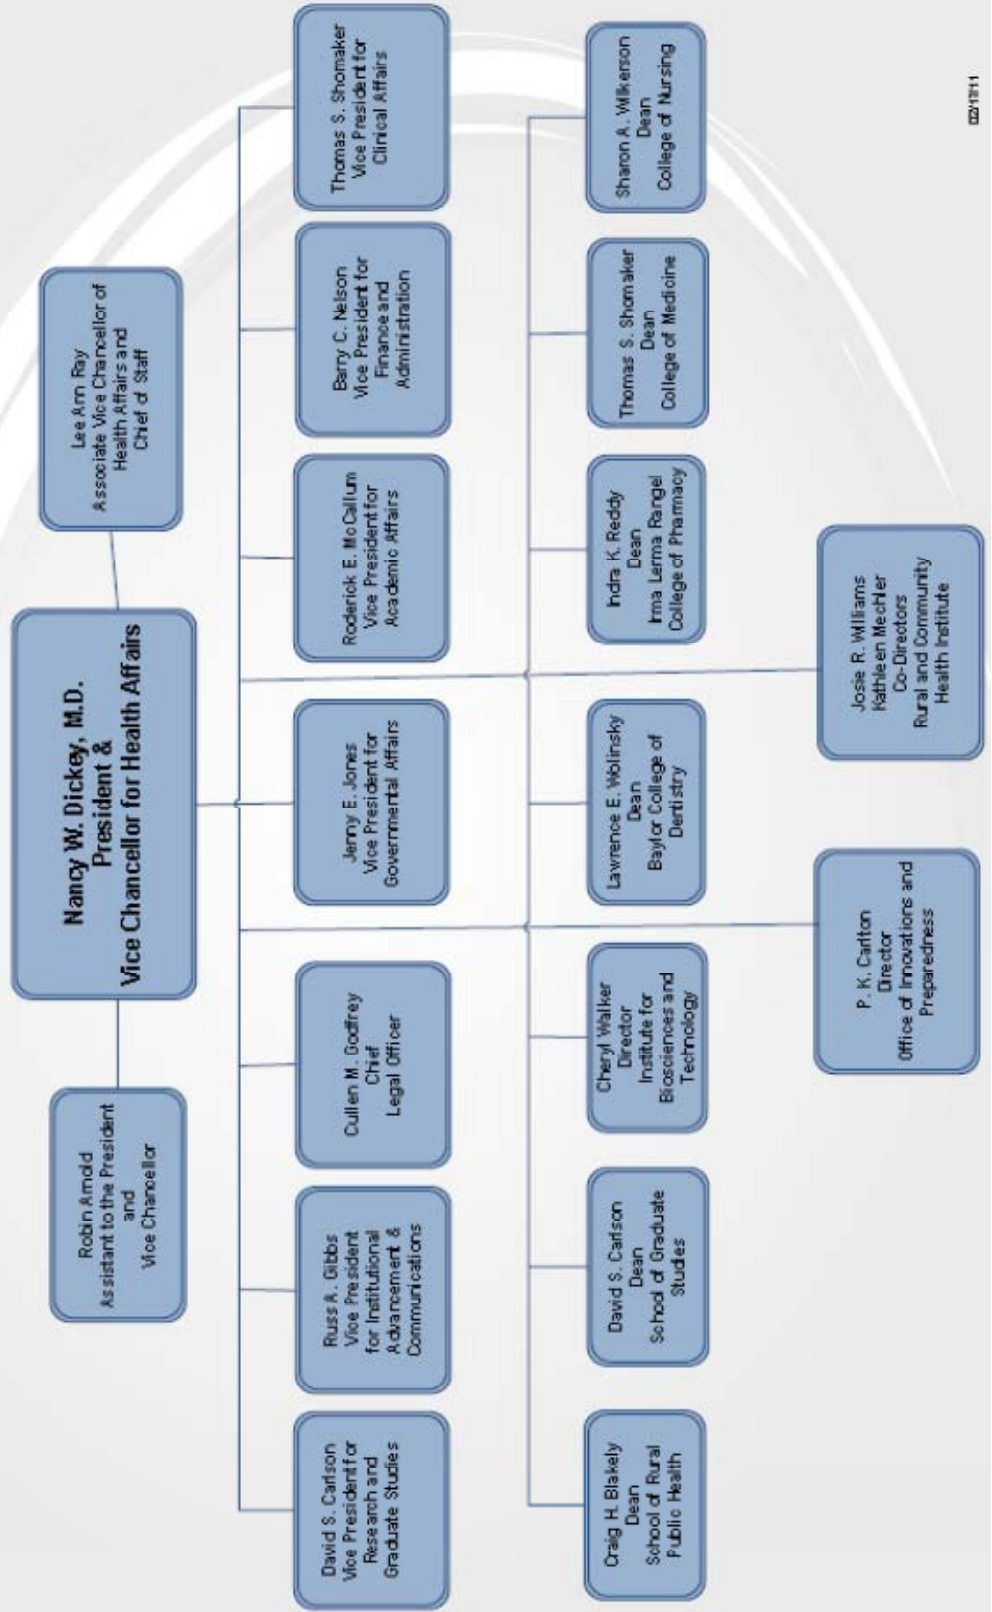 Nancy W. Dickey, M.D.
President &
Vice Chancellor for Health Affairs
Robin Arnold
Assistant to the President
and
Vice Chancellor
Lee Ann Ray
Associate Vice Chancellor of
Health Affairs and
Chief of Staff
David S. Carlson
Vice President for
Research and
Graduate Studies
Russ A. Gibbs
Vice President
for Institutional
Advancement &
Communications
Cullen M. Godfrey
Chief
Legal Officer
Jenny E. Jones
Vice President for
Governmental Affairs
Roderick E. McCallum
Vice President for
Academic Affairs
Barry C. Nelson
Vice President for
Finance and
Administration
Thomas S. Shomaker
Vice President for
Clinical Affairs
Craig H. Blakely
Dean
School of Rural
Public Health
David S. Carlson
Dean
School of Graduate
Studies
Cheryl Walker
Director
Institute for
Biosciences and
Technology
Lawrence E. Wolinsky
Dean
Baylor College of
Dentistry
Indra K. Reddy
Dean
Irma Lerma Rangel
College of Pharmacy
Thomas S. Shomaker
Dean
College of Medicine
Sharon A. Wilkerson
Dean
College of Nursing
P. K. Carlton
Director
Office of Innovations and
Preparedness
Josie R. Williams
Kathleen Mechler
Co-Directors
Rural and Community
Health Institute